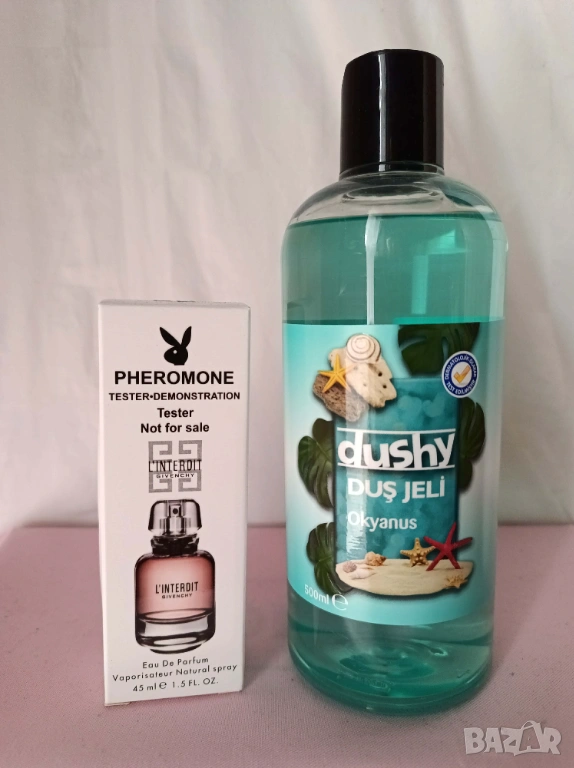 PHEROMONE
TESTER•DEMONSTRATION
Tester
Not for sale
L'INTERDIT
GIVENCHY
L'INTERDIT
GIVENCHY
Eau De Parfum
Vaporisateur Natural spray
45 ml ℮ 1.5 FL. OZ.
dushy
DUŞ JELİ
Okyanus
500ml ℮
BAZAR